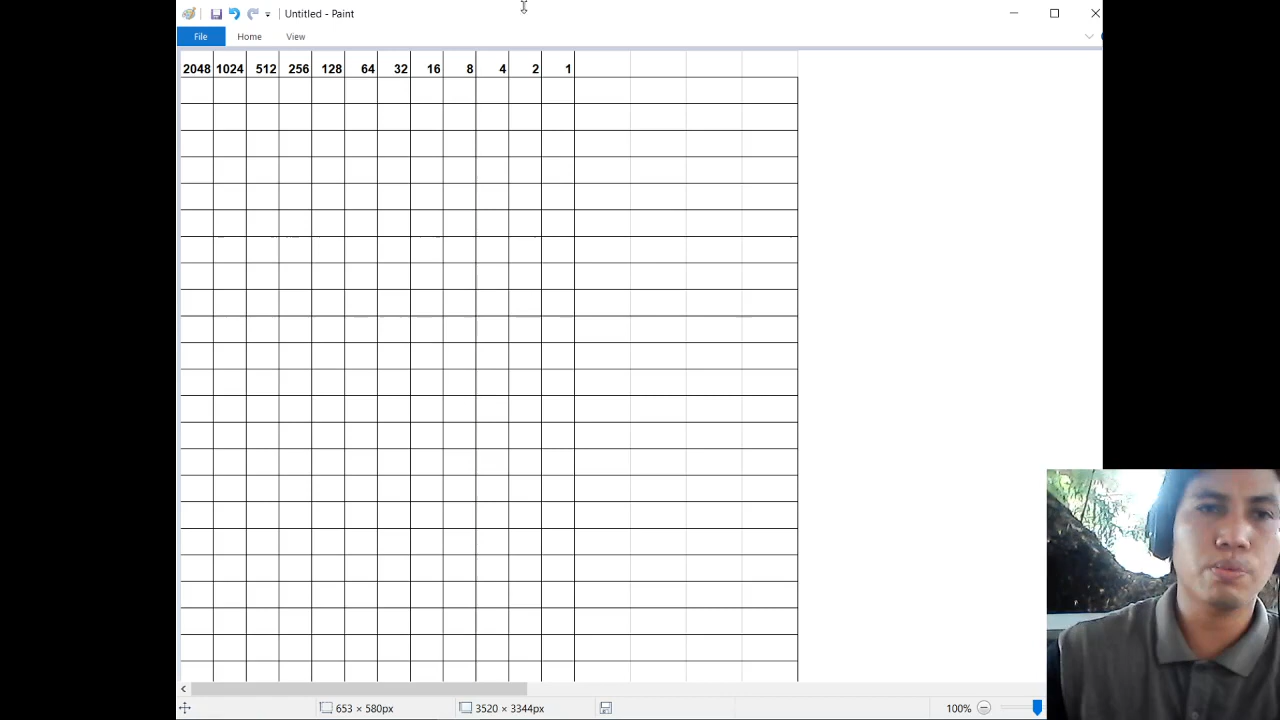 Untitled - Paint
File Home View
2048 1024 512 256 128 64 32 16 8 4 2 1
653 × 580px 3520 × 3344px 100%